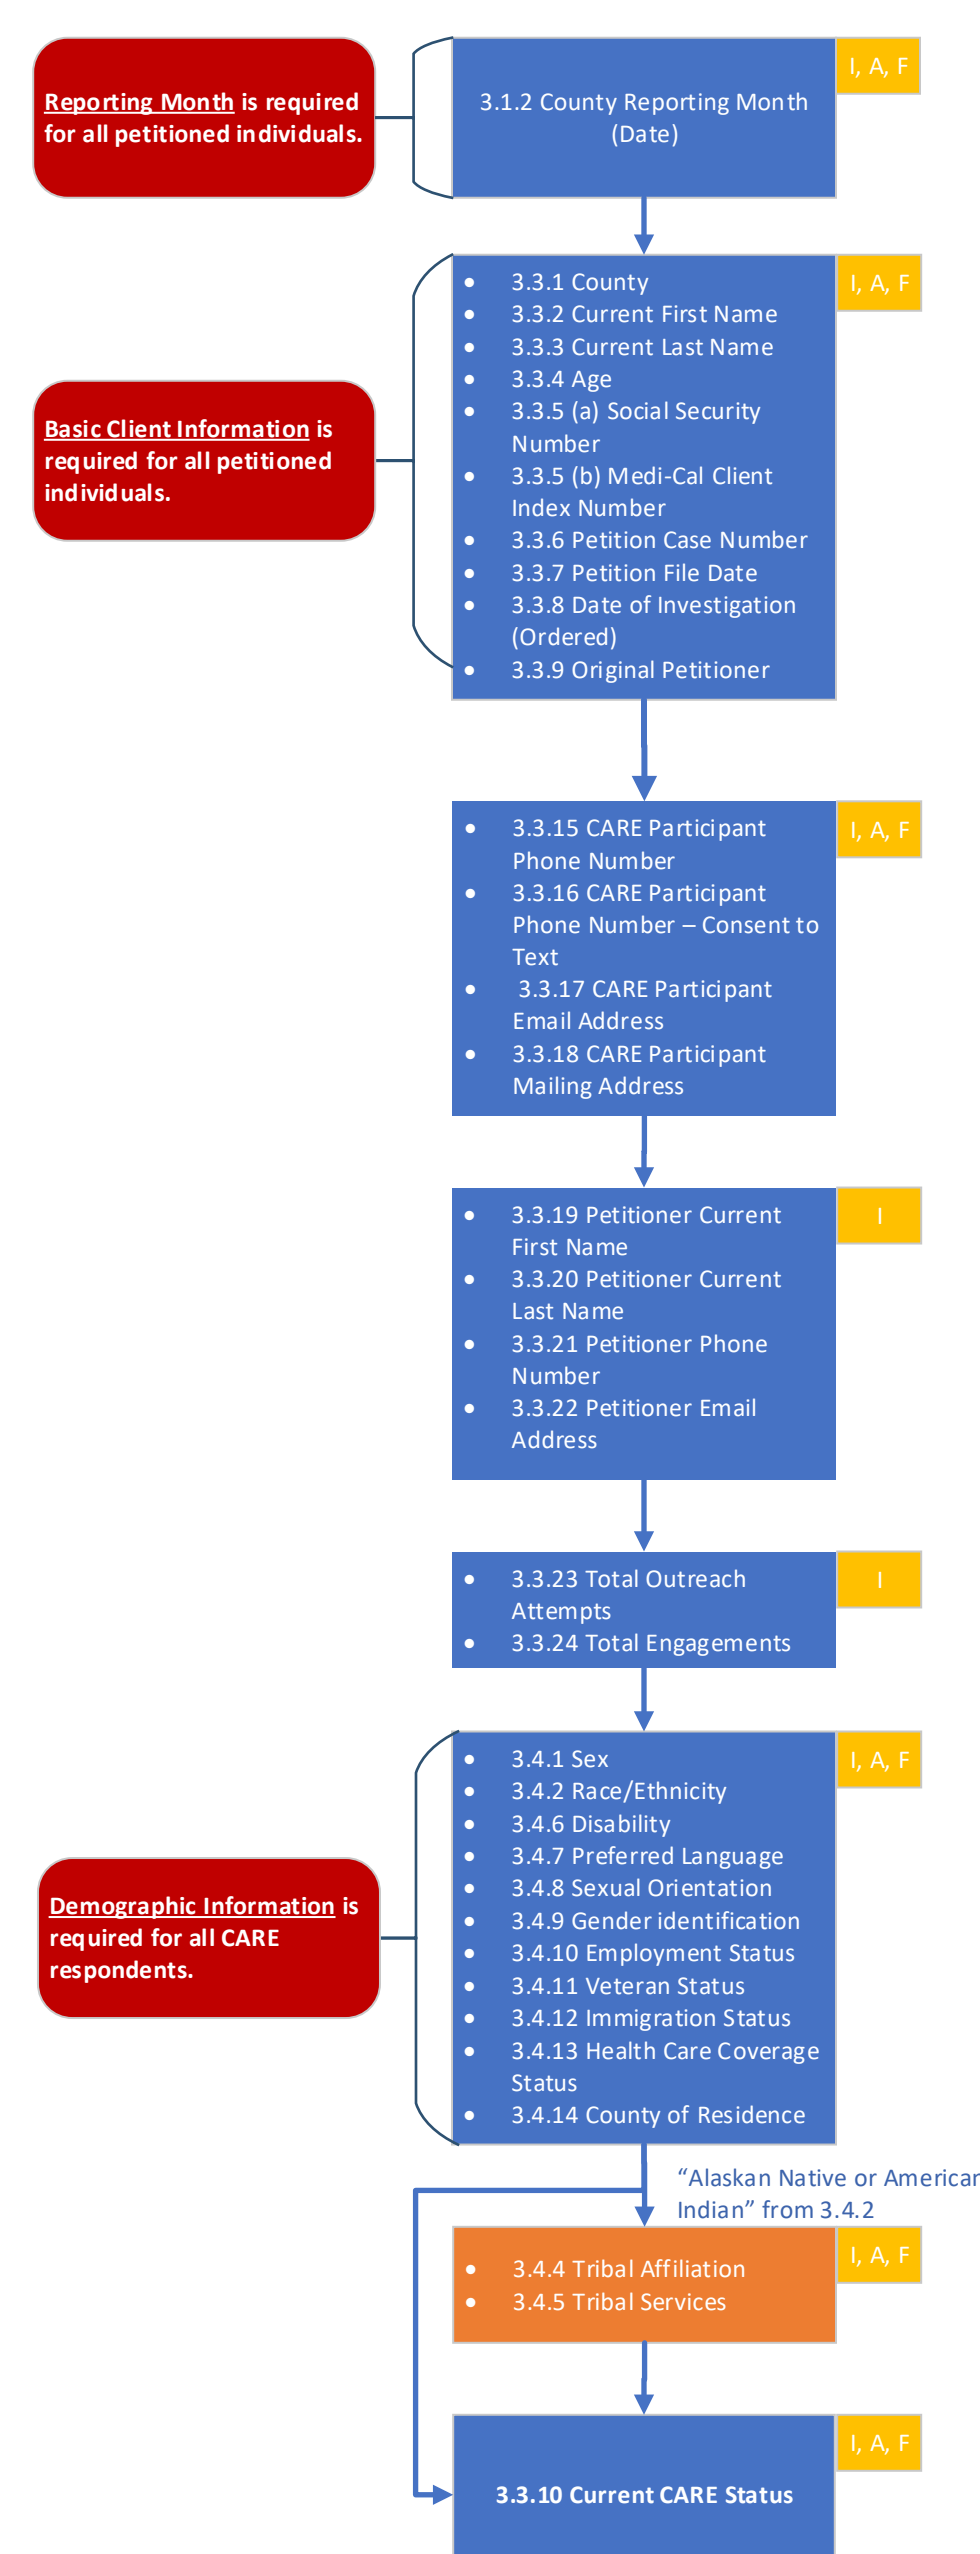 Reporting Month is required
for all petitioned individuals.
3.1.2 County Reporting Month
(Date)
I, A, F
Basic Client Information is
required for all petitioned
individuals.
• 3.3.1 County
• 3.3.2 Current First Name
• 3.3.3 Current Last Name
• 3.3.4 Age
• 3.3.5 (a) Social Security
Number
• 3.3.5 (b) Medi-Cal Client
Index Number
• 3.3.6 Petition Case Number
• 3.3.7 Petition File Date
• 3.3.8 Date of Investigation
(Ordered)
• 3.3.9 Original Petitioner
I, A, F
• 3.3.15 CARE Participant
Phone Number
• 3.3.16 CARE Participant
Phone Number – Consent to
Text
• 3.3.17 CARE Participant
Email Address
• 3.3.18 CARE Participant
Mailing Address
I, A, F
• 3.3.19 Petitioner Current
First Name
• 3.3.20 Petitioner Current
Last Name
• 3.3.21 Petitioner Phone
Number
• 3.3.22 Petitioner Email
Address
I
• 3.3.23 Total Outreach
Attempts
• 3.3.24 Total Engagements
I
Demographic Information is
required for all CARE
respondents.
• 3.4.1 Sex
• 3.4.2 Race/Ethnicity
• 3.4.6 Disability
• 3.4.7 Preferred Language
• 3.4.8 Sexual Orientation
• 3.4.9 Gender identification
• 3.4.10 Employment Status
• 3.4.11 Veteran Status
• 3.4.12 Immigration Status
• 3.4.13 Health Care Coverage
Status
• 3.4.14 County of Residence
I, A, F
“Alaskan Native or American
Indian” from 3.4.2
• 3.4.4 Tribal Affiliation
• 3.4.5 Tribal Services
I, A, F
3.3.10 Current CARE Status
I, A, F